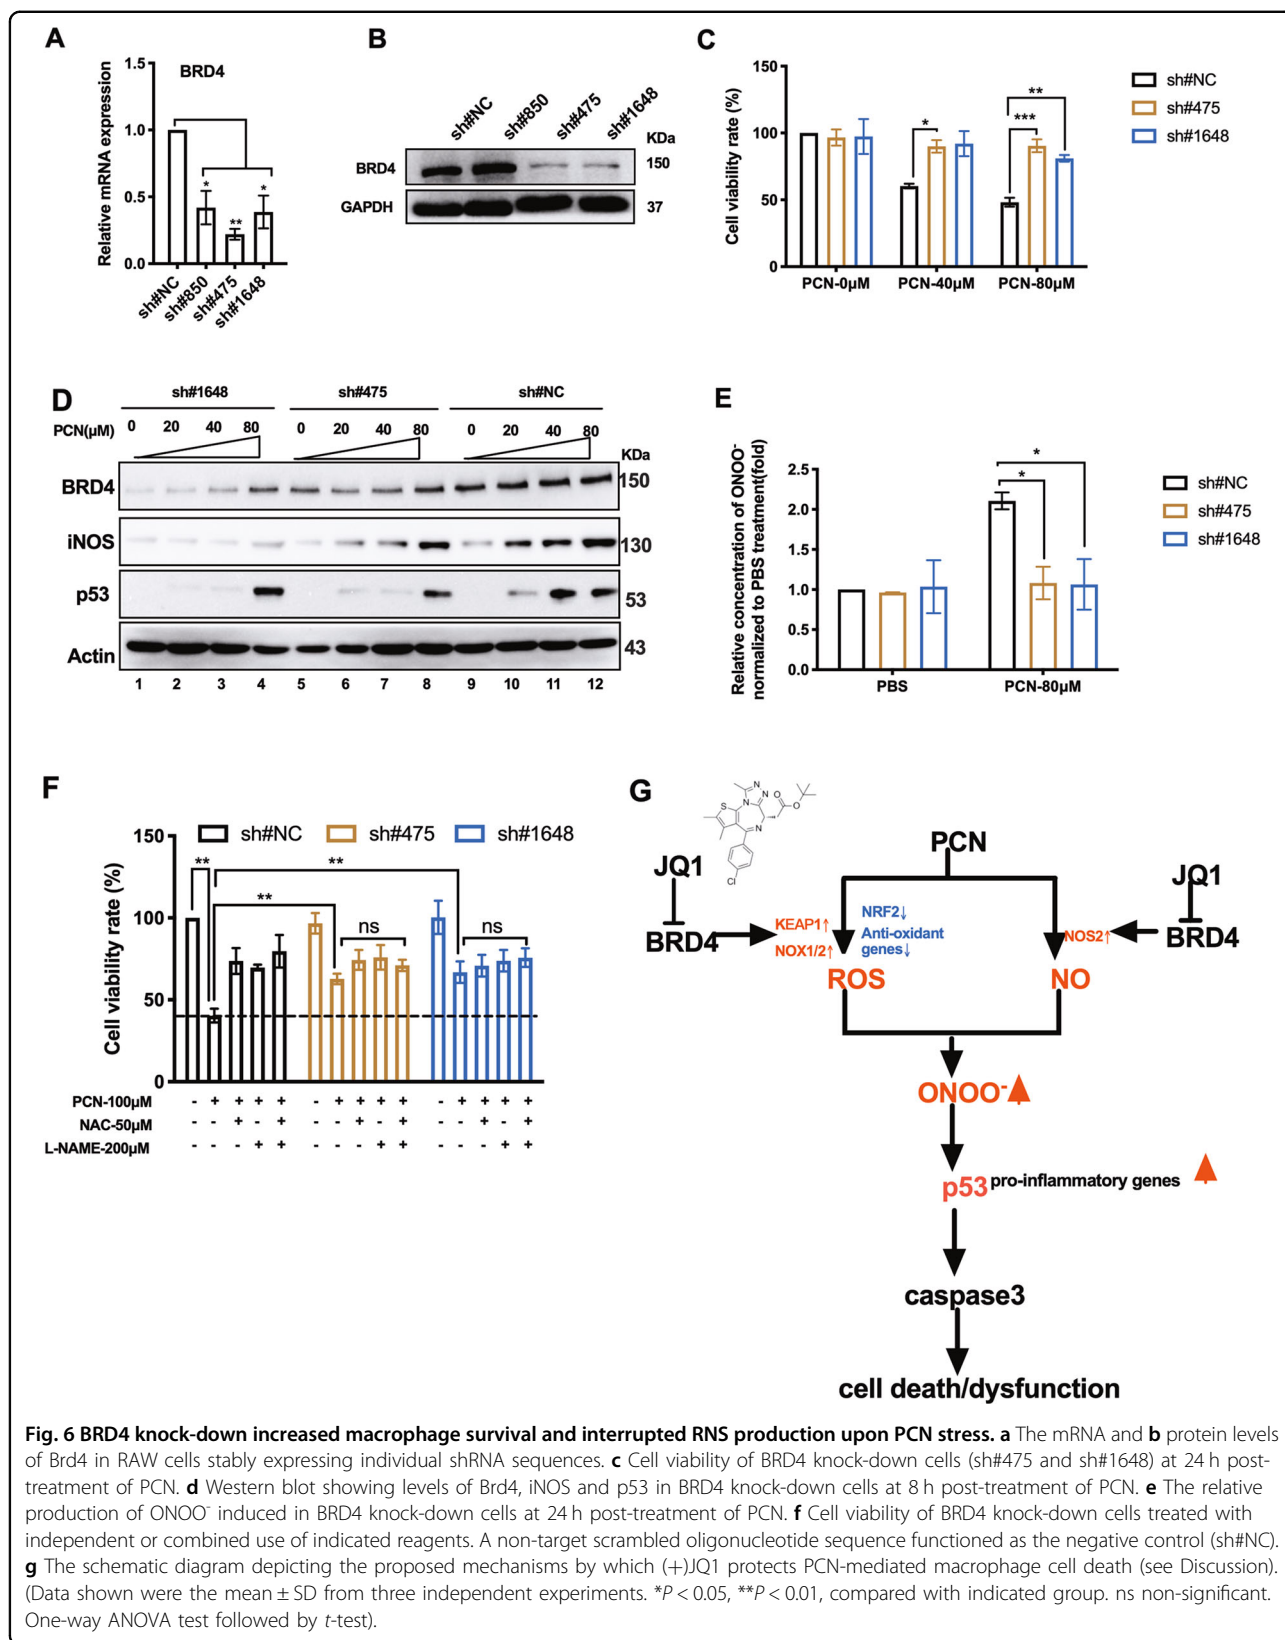 A
BRD4
Relative mRNA expression
1.5
1.0
0.5
0.0
*
**
*
sh#NC
sh#850
sh#475
sh#1648
B
sh#NC
sh#850
sh#475
sh#1648
KDa
BRD4
150
GAPDH
37
C
Cell viability rate (%)
150
100
50
0
*
***
**
PCN-0μM
PCN-40μM
PCN-80μM
sh#NC
sh#475
sh#1648
D
sh#1648
sh#475
sh#NC
PCN(μM) 0 20 40 80 0 20 40 80 0 20 40 80
KDa
BRD4
150
iNOS
130
p53
53
Actin
43
1 2 3 4 5 6 7 8 9 10 11 12
E
Relative concentration of ONOO-
normalized to PBS treatment(fold)
2.5
2.0
1.5
1.0
0.5
0.0
*
*
PBS
PCN-80μM
sh#NC
sh#475
sh#1648
F
sh#NC
sh#475
sh#1648
Cell viability rate (%)
150
100
50
0
**
**
**
ns
ns
PCN-100μM - + + + + - + + + + - + + + +
NAC-50μM - - + - + - - + - + - - + - +
L-NAME-200μM - - - + + - - - + + - - - + +
G
S
N
N
N
N
O
O
Cl
PCN
JQ1
JQ1
BRD4
BRD4
KEAP1↑
NOX1/2↑
NRF2↓
Anti-oxidant
genes↓
NOS2↑
ROS
NO
ONOO-
p53 pro-inflammatory genes
caspase3
cell death/dysfunction
Fig. 6 BRD4 knock-down increased macrophage survival and interrupted RNS production upon PCN stress. a The mRNA and b protein levels
of Brd4 in RAW cells stably expressing individual shRNA sequences. c Cell viability of BRD4 knock-down cells (sh#475 and sh#1648) at 24 h post-
treatment of PCN. d Western blot showing levels of Brd4, iNOS and p53 in BRD4 knock-down cells at 8 h post-treatment of PCN. e The relative
production of ONOO- induced in BRD4 knock-down cells at 24 h post-treatment of PCN. f Cell viability of BRD4 knock-down cells treated with
independent or combined use of indicated reagents. A non-target scrambled oligonucleotide sequence functioned as the negative control (sh#NC).
g The schematic diagram depicting the proposed mechanisms by which (+)JQ1 protects PCN-mediated macrophage cell death (see Discussion).
(Data shown were the mean ± SD from three independent experiments. *P < 0.05, **P < 0.01, compared with indicated group. ns non-significant.
One-way ANOVA test followed by t-test).